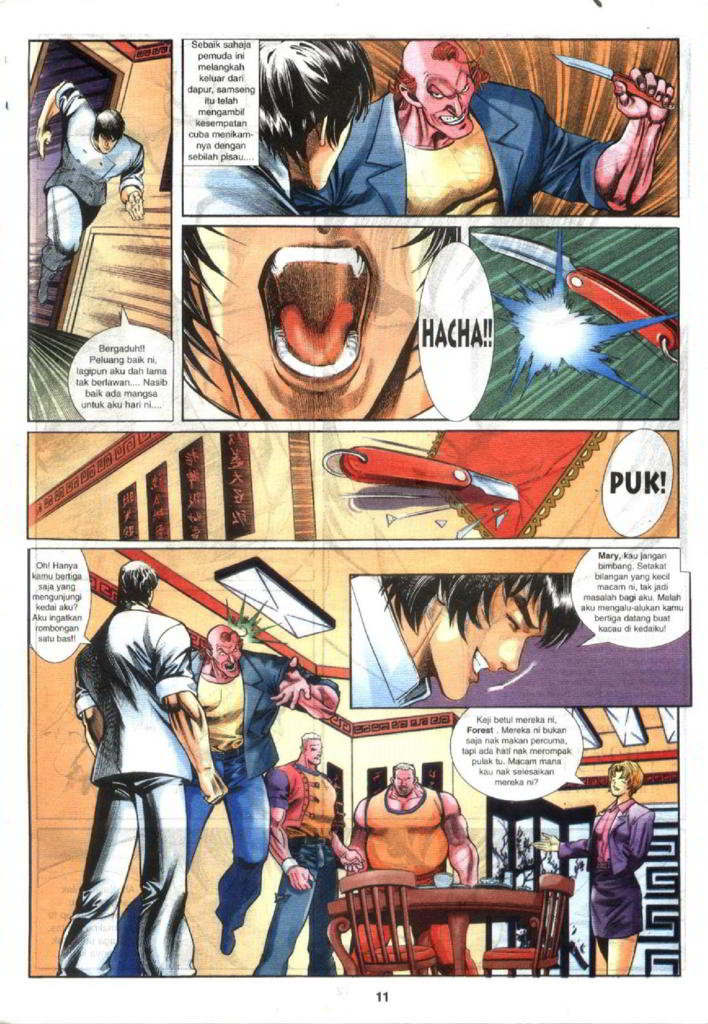 Sebaik sahaja
pemuda ini
melangkah
keluar dari
dapur, samseng
itu telah
mengambil
kesempatan
cuba menikam-
nya dengan
sebilah pisau....
Bergaduh!!
Peluang baik ni,
lagipun aku dah lama
tak berlawan.... Nasib
baik ada mangsa
untuk aku hari ni....
HACHA!!
PUK!
Oh! Hanya
kamu bertiga
saja yang
mengunjungi
kedai aku?
Aku ingatkan
rombongan
satu bas!!
Mary, kau jangan
bimbang. Setakat
bilangan yang kecil
macam ni, tak jadi
masalah bagi aku. Malah
aku mengalu-alukan kamu
bertiga datang buat
kacau di kedaiku!
Keji betul mereka ni,
Forest . Mereka ni bukan
saja nak makan percuma,
tapi ada hati nak merompak
pulak tu. Macam mana
kau nak selesaikan
mereka ni?
11